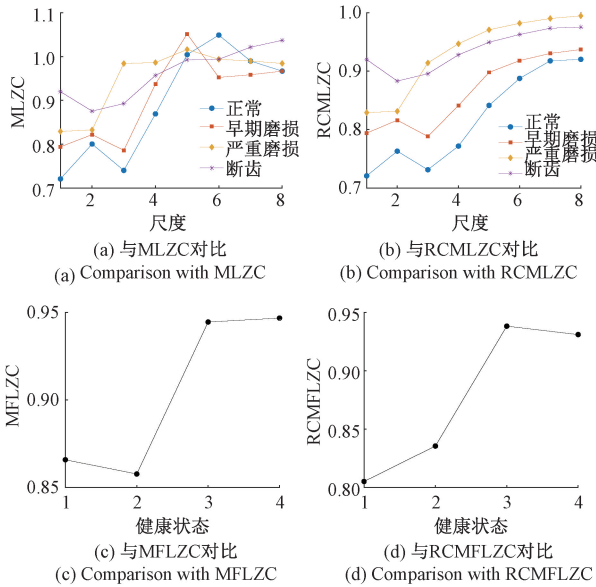 1.1
1.0
0.9
0.8
0.7
MLZC
正常
早期磨损
严重磨损
断齿
2 4 6 8
尺度
(a) 与MLZC对比
(a) Comparison with MLZC
1.0
0.9
0.8
0.7
RCMLZC
正常
早期磨损
严重磨损
断齿
2 4 6 8
尺度
(b) 与RCMLZC对比
(b) Comparison with RCMLZC
0.95
0.90
0.85
MFLZC
1 2 3 4
健康状态
(c) 与MFLZC对比
(c) Comparison with MFLZC
0.95
0.90
0.85
0.80
RCMFLZC
1 2 3 4
健康状态
(d) 与RCMFLZC对比
(d) Comparison with RCMFLZC